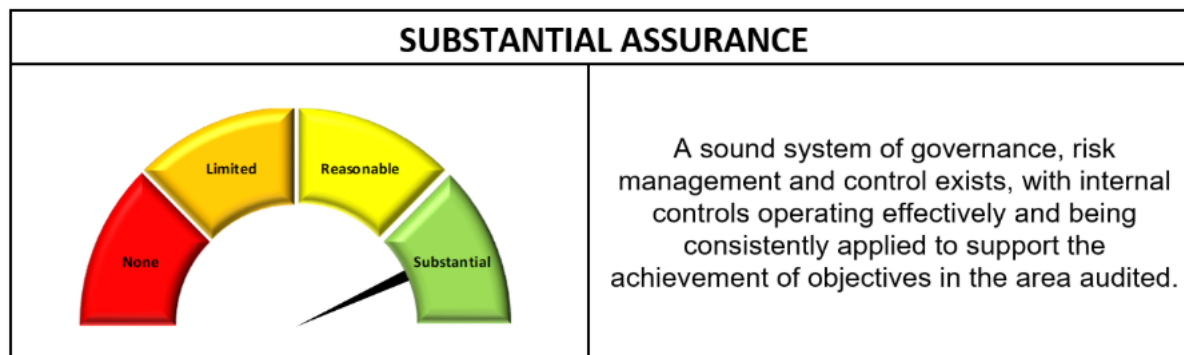 SUBSTANTIAL ASSURANCE
Limited
Reasonable
None
Substantial
A sound system of governance, risk
management and control exists, with internal
controls operating effectively and being
consistently applied to support the
achievement of objectives in the area audited.